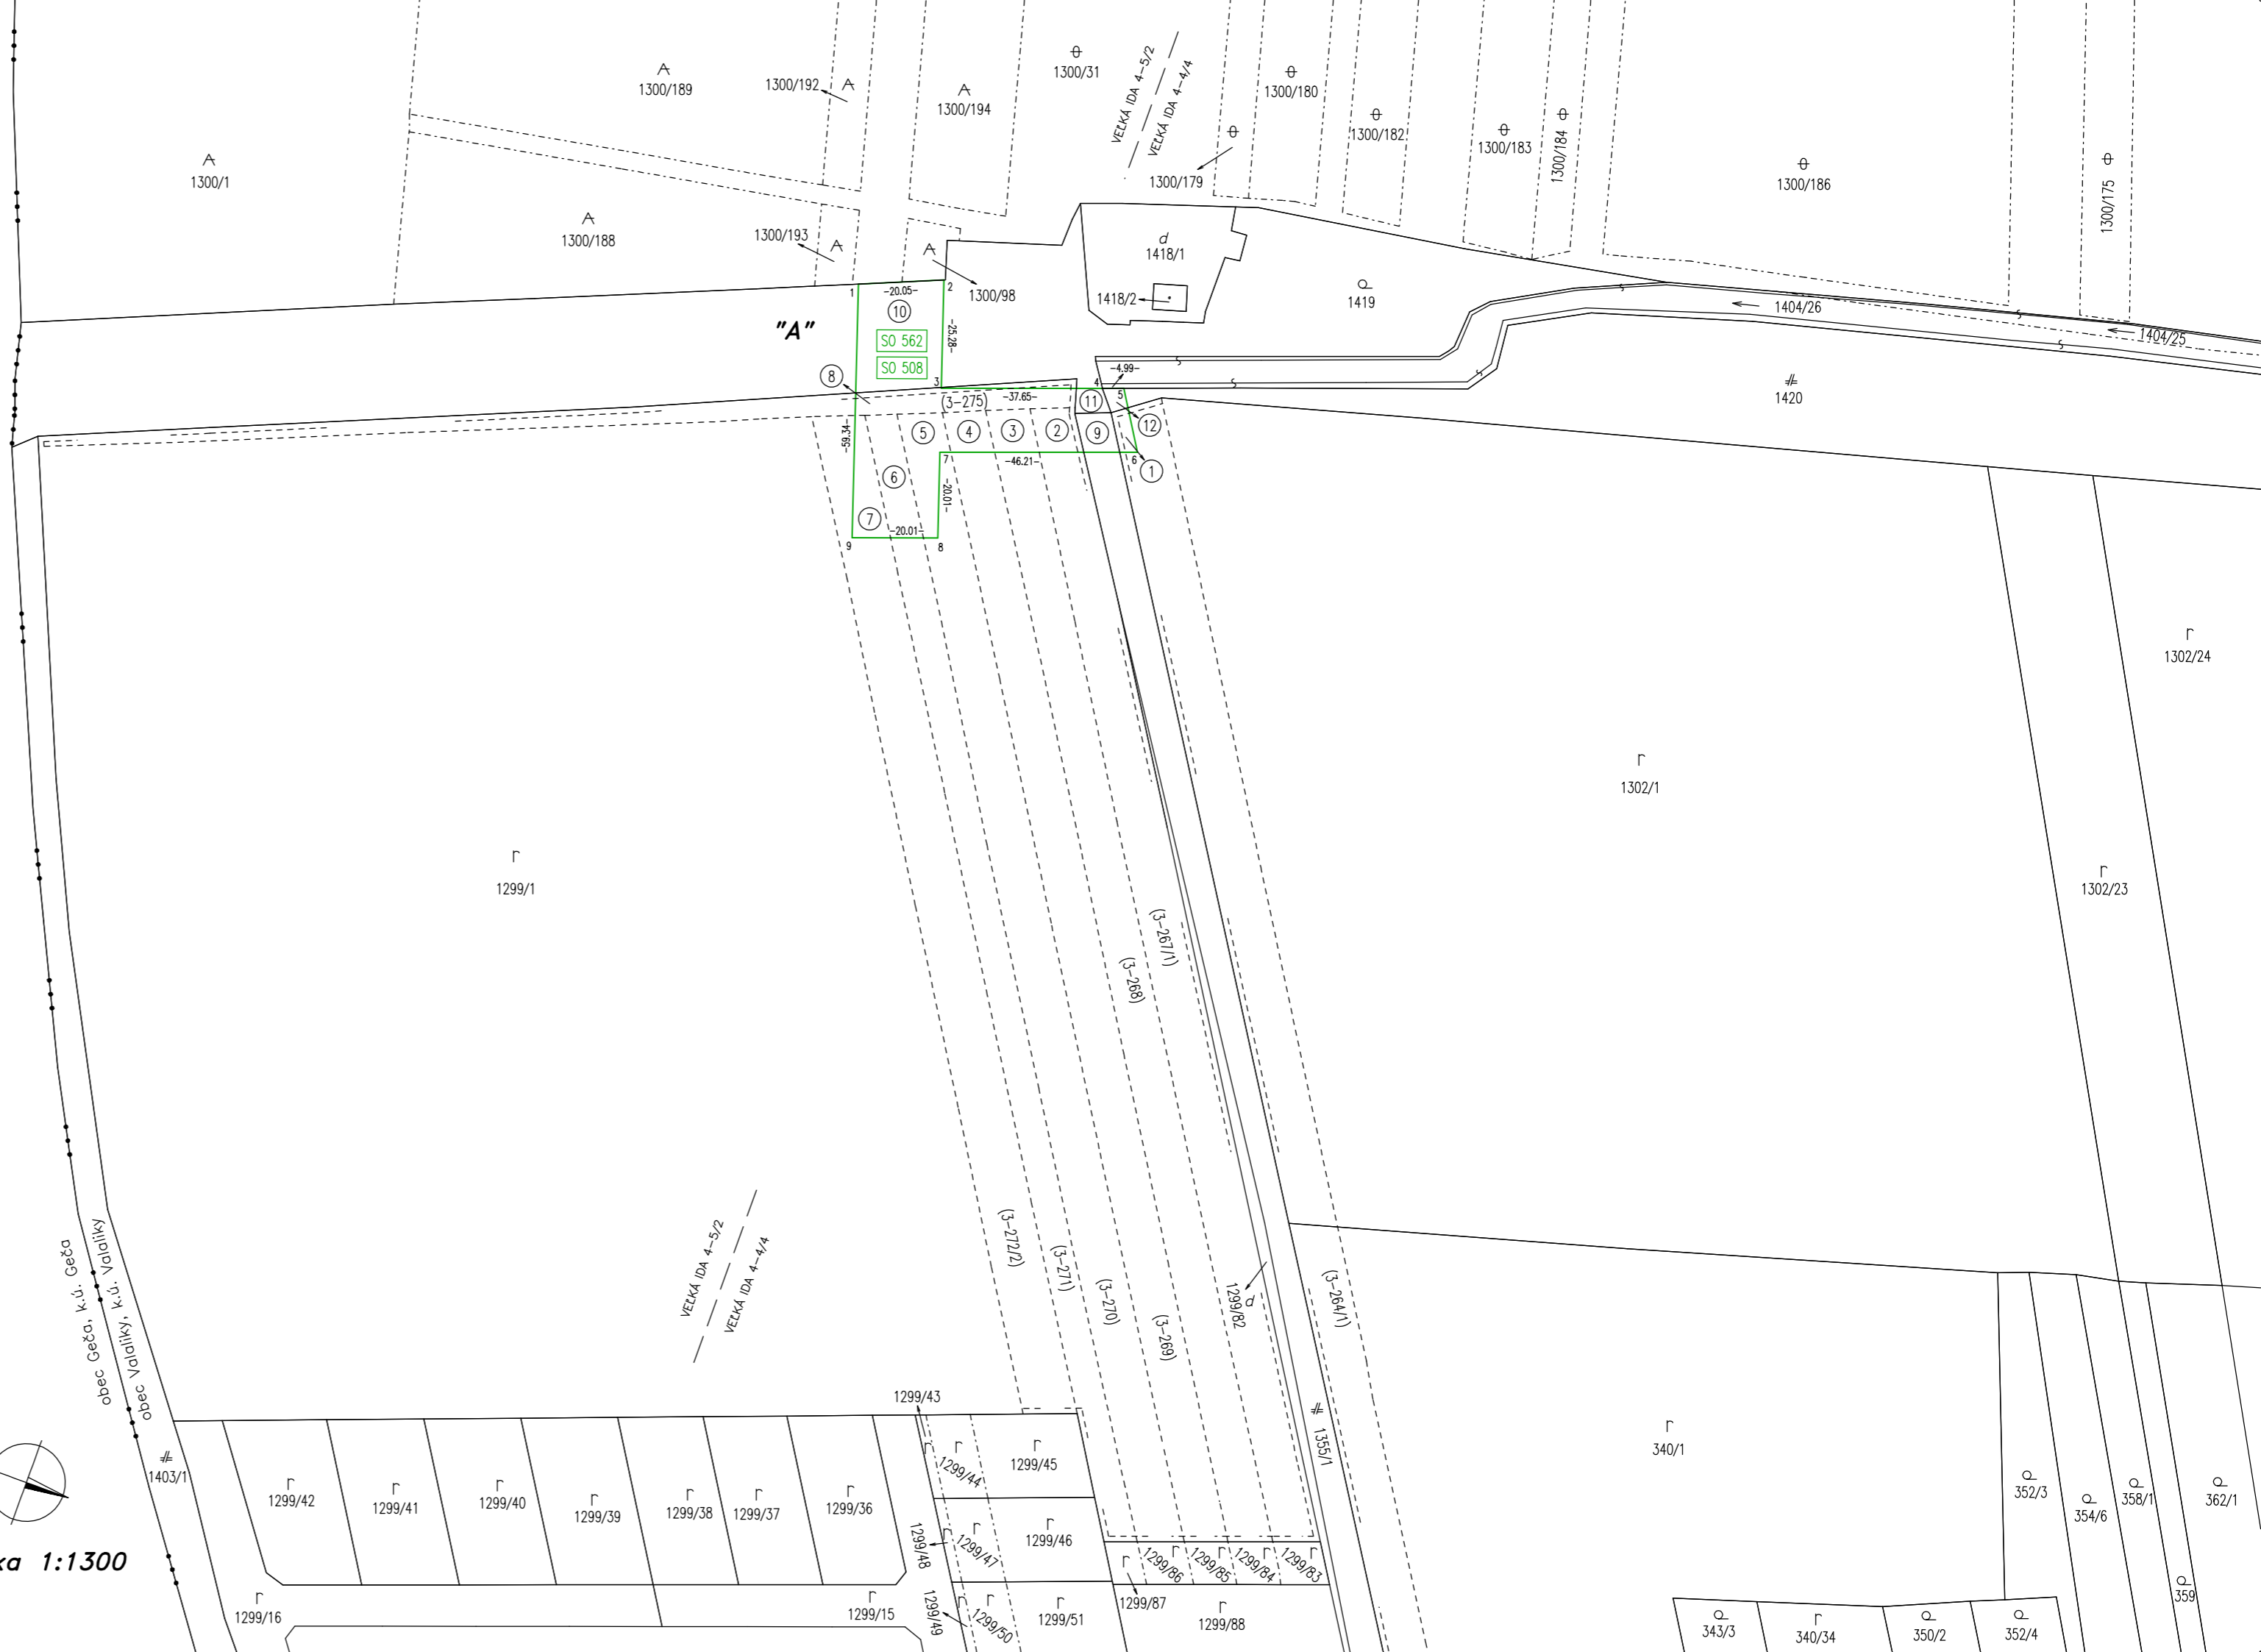 1300/1
1300/189
1300/188
1300/192
1300/193
1300/194
1300/98
1300/31
VEĽKÁ IDA 4-5/2
VEĽKÁ IDA 4-4/4
1300/179
1300/180
1300/182
1300/183
1300/184
1300/186
1300/175
d
1418/1
1418/2
1419
1404/26
1404/25
1420
"A"
1
-20.05-
2
10
SO 562
SO 508
-25.28-
8
3
(3-275)
-37.65-
4
-4.99-
5
11
12
-59.34-
5
4
3
2
9
1
6
7
-46.21-
6
-20.01-
7
-20.01-
9
8
r
1299/1
r
1302/1
r
1302/24
r
1302/23
(3-267/1)
(3-268)
(3-272/2)
(3-271)
(3-270)
(3-269)
1299/82
d
(3-264/1)
VEĽKÁ IDA 4-5/2
VEĽKÁ IDA 4-4/4
obec Geča, k.ú. Geča
obec Valaliky, k.ú. Valaliky
1403/1
ka 1:1300
r
1299/42
r
1299/41
r
1299/40
r
1299/39
r
1299/38
r
1299/37
r
1299/36
1299/43
r
r
1299/44
r
1299/45
1299/48
r
r
1299/47
r
1299/46
1299/49
r
r
1299/50
r
1299/51
r
1299/16
r
1299/15
r
1299/87
r
1299/86
r
1299/85
r
1299/84
r
1299/83
r
1299/88
1355/1
r
340/1
352/3
354/6
358/1
359
362/1
343/3
r
340/34
350/2
352/4